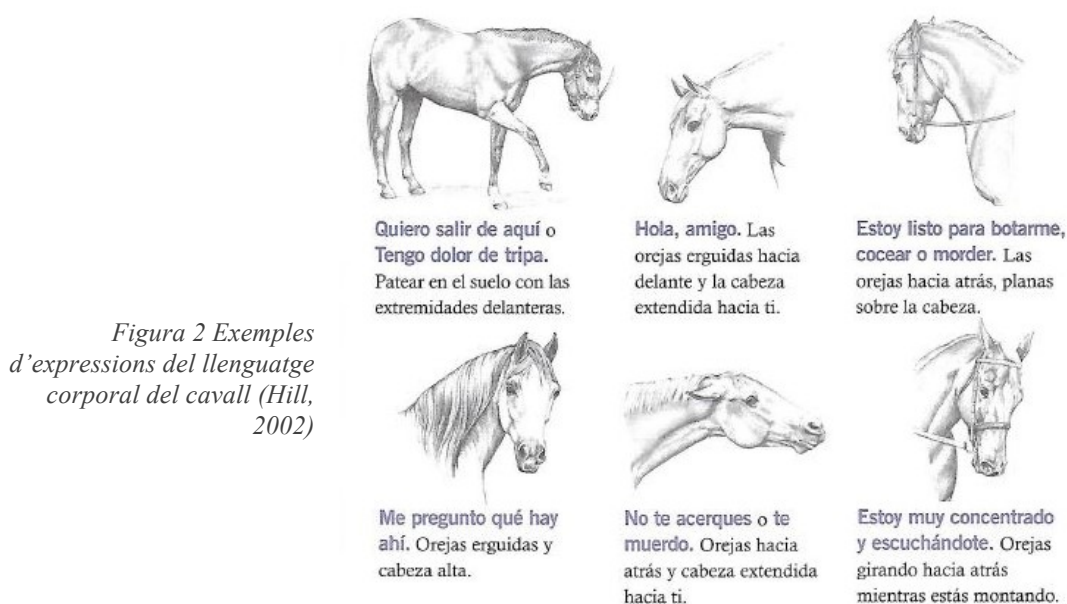 Quiero salir de aquí o
Tengo dolor de tripa.
Patear en el suelo con las
extremidades delanteras.
Hola, amigo. Las
orejas erguidas hacia
delante y la cabeza
extendida hacia ti.
Estoy listo para botarme,
cocear o morder. Las
orejas hacia atrás, planas
sobre la cabeza.
Figura 2 Exemples
d'expressions del llenguatge
corporal del cavall (Hill,
2002)
Me pregunto qué hay
ahí. Orejas erguidas y
cabeza alta.
No te acerques o te
muerdo. Orejas hacia
atrás y cabeza extendida
hacia ti.
Estoy muy concentrado
y escuchándote. Orejas
girando hacia atrás
mientras estás montando.